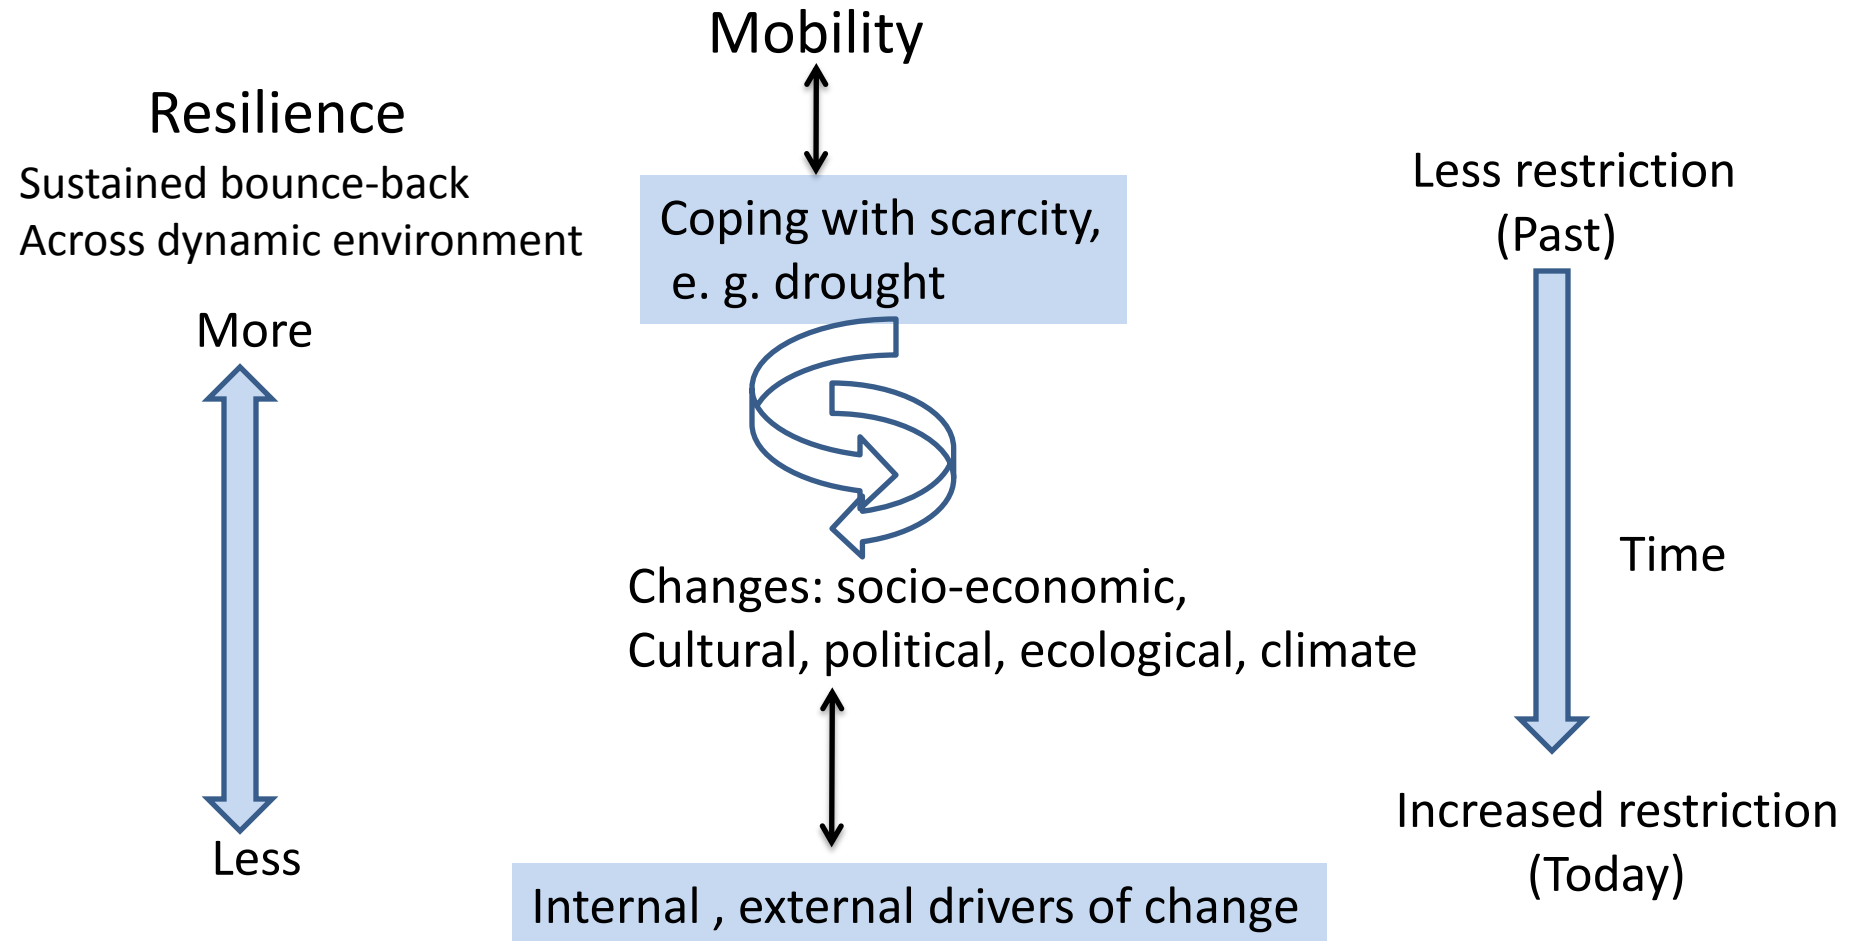 Mobility
Resilience
Sustained bounce-back
Across dynamic environment
More
Less
Coping with scarcity,
e. g. drought
Changes: socio-economic,
Cultural, political, ecological, climate
Internal , external drivers of change
Less restriction
(Past)
Time
Increased restriction
(Today)